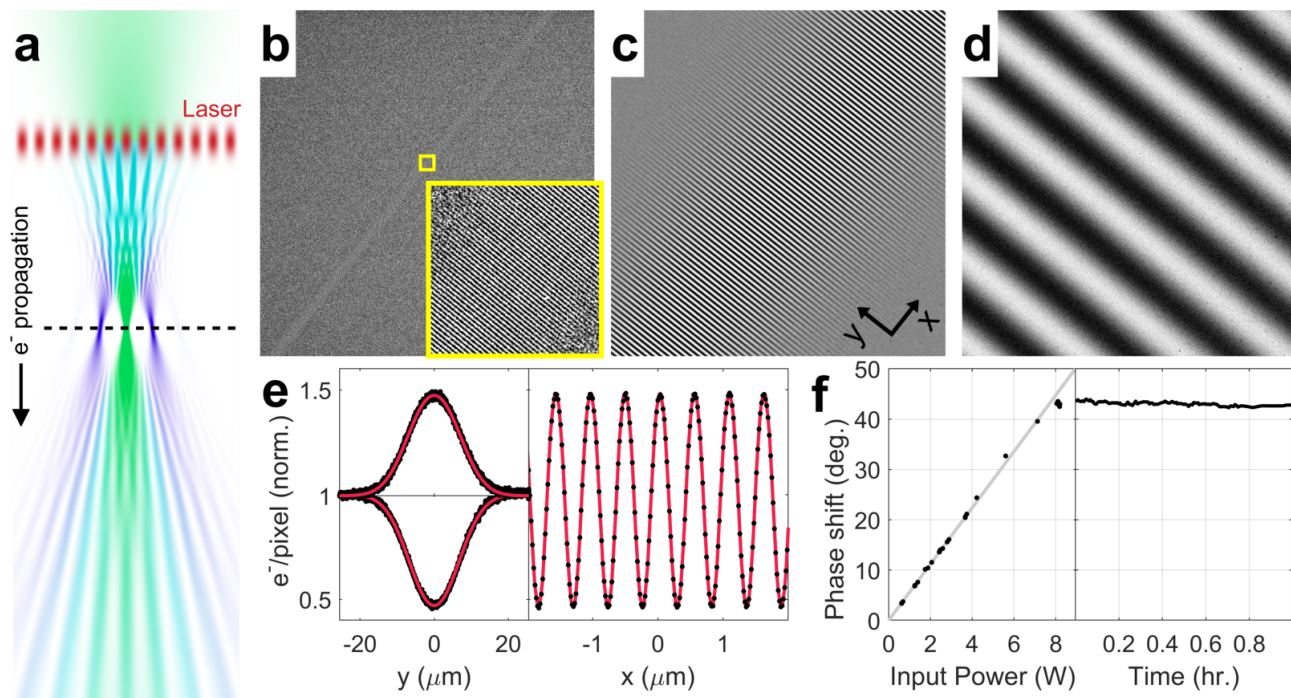 a
Laser
e⁻ propagation
b
c
y
x
d
e
e⁻/pixel (norm.)
1.5
1
0.5
-20 0 20
y (μm)
-1 0 1
x (μm)
f
Phase shift (deg.)
50
40
30
20
10
0
0 2 4 6 8
Input Power (W)
0.2 0.4 0.6 0.8
Time (hr.)